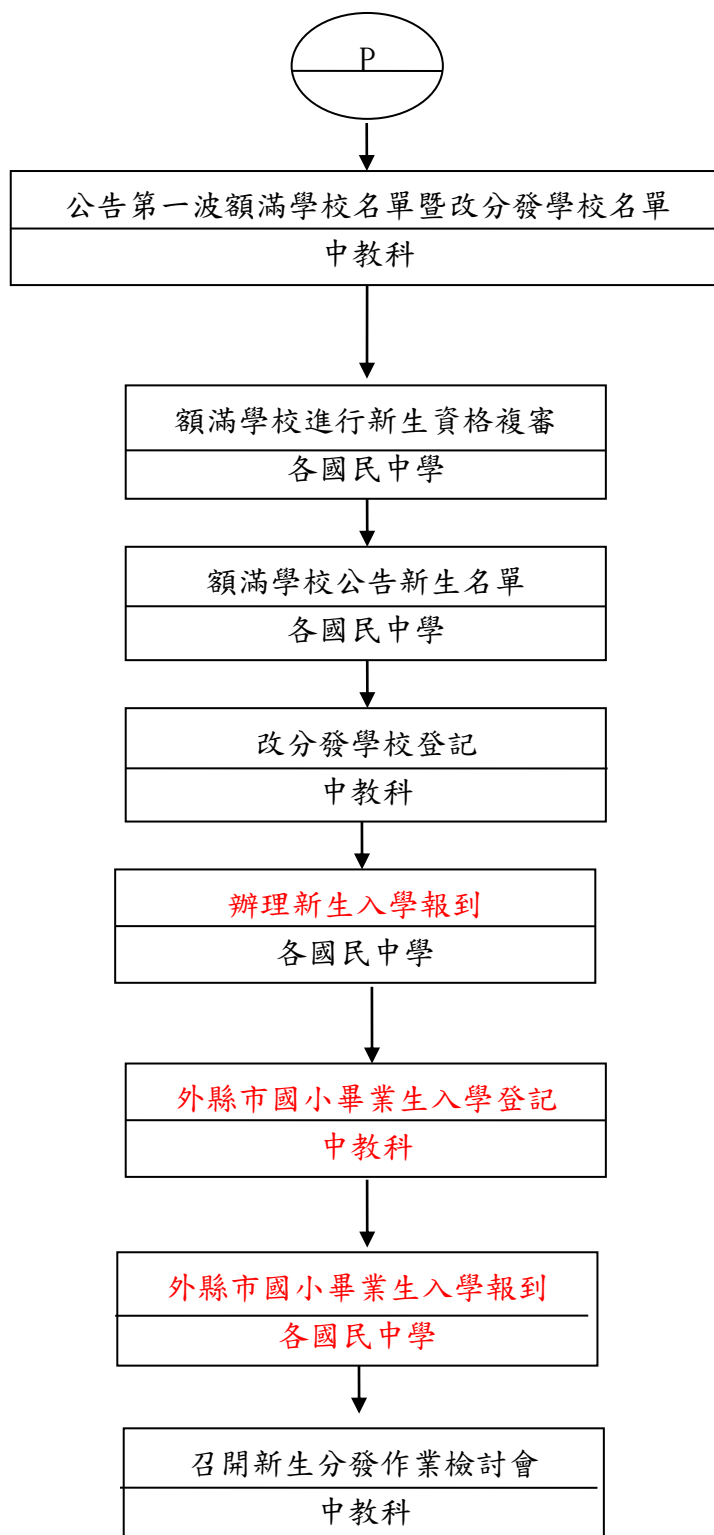 P
公告第一波額滿學校名單暨改分發學校名單
中教科
額滿學校進行新生資格複審
各國民中學
額滿學校公告新生名單
各國民中學
改分發學校登記
中教科
辦理新生入學報到
各國民中學
外縣市國小畢業生入學登記
中教科
外縣市國小畢業生入學報到
各國民中學
召開新生分發作業檢討會
中教科